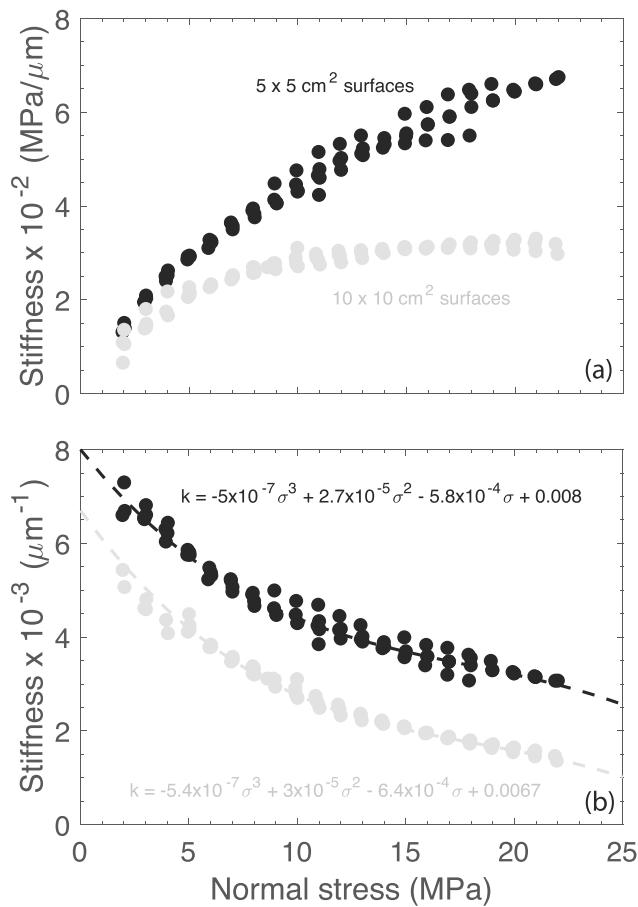 8
6
4
2
0
Stiffness x 10⁻² (MPa/μm)
5 x 5 cm² surfaces
10 x 10 cm² surfaces
(a)
8
6
4
2
0
Stiffness x 10⁻³ (μm⁻¹)
k = -5x10⁻⁷σ³ + 2.7x10⁻⁵σ² - 5.8x10⁻⁴σ + 0.008
k = -5.4x10⁻⁷σ³ + 3x10⁻⁵σ² - 6.4x10⁻⁴σ + 0.0067
(b)
0 5 10 15 20 25
Normal stress (MPa)